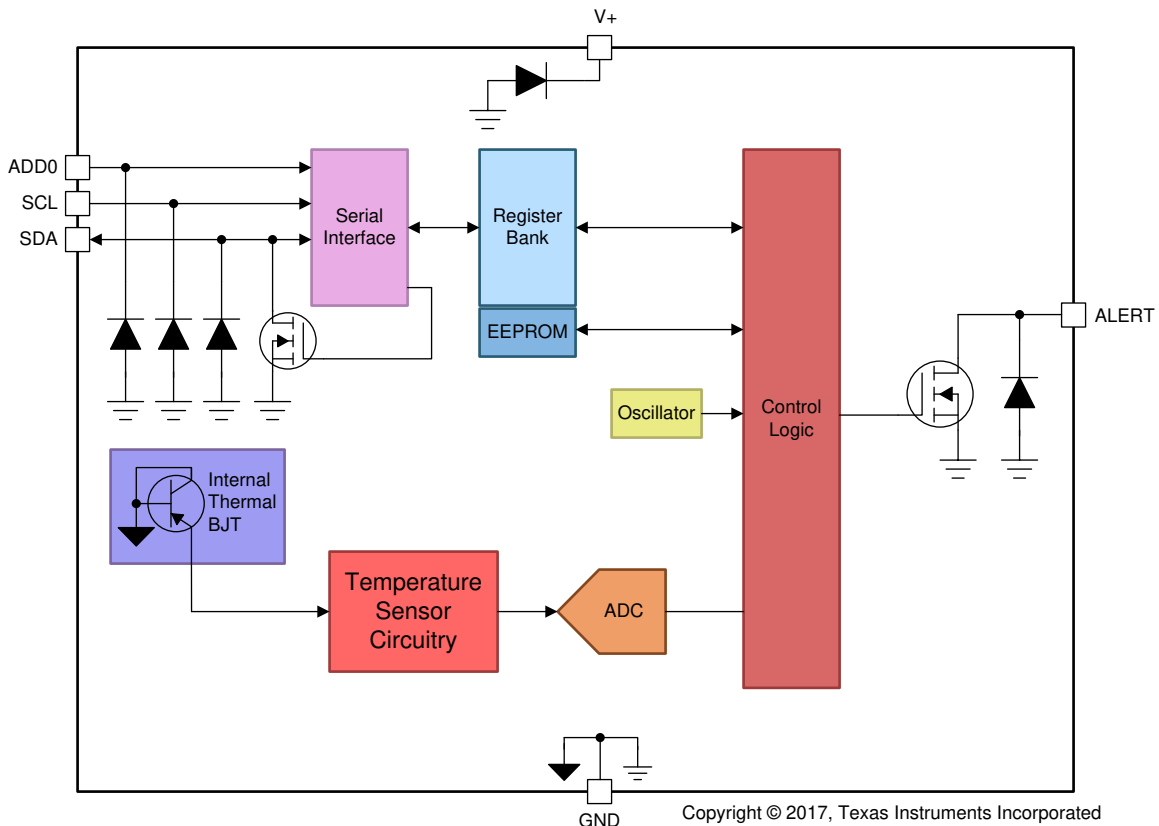 V+
ADD0
SCL
SDA
Serial
Interface
Register
Bank
EEPROM
ALERT
Oscillator
Control
Logic
Internal
Thermal
BJT
Temperature
Sensor
Circuitry
ADC
GND
Copyright © 2017, Texas Instruments Incorporated